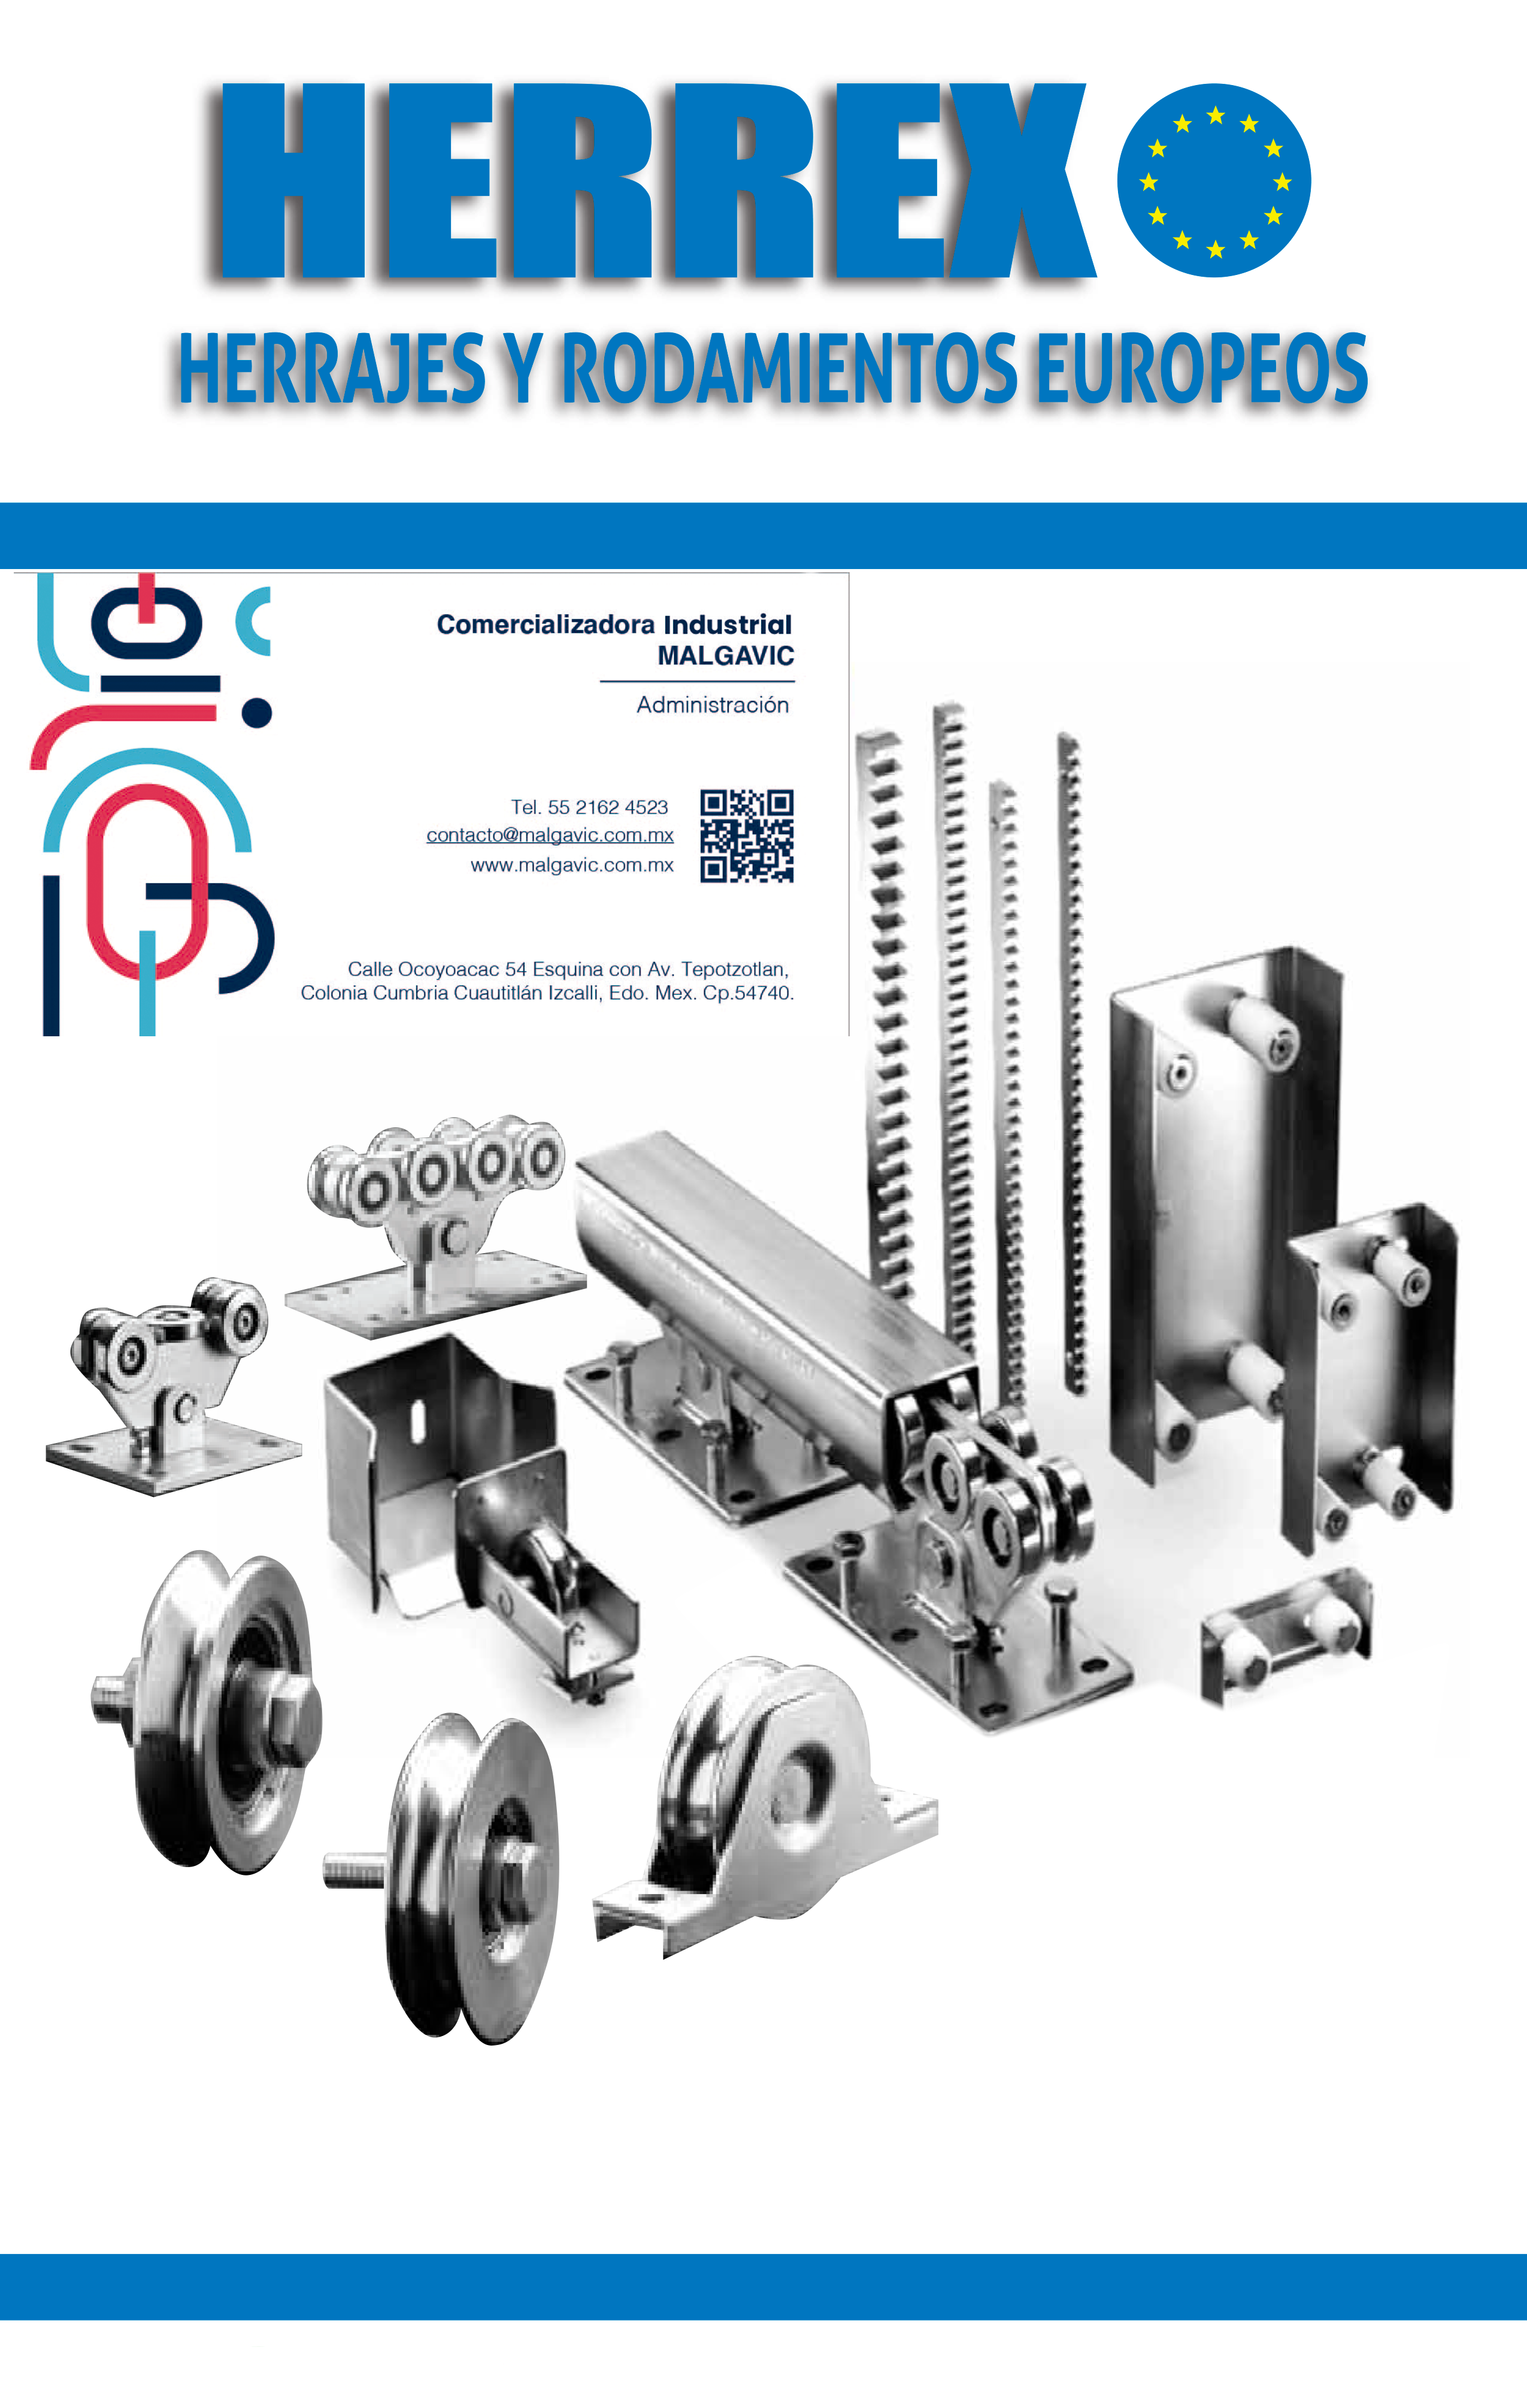 HERREX
HERRAJES Y RODAMIENTOS EUROPEOS
Comercializadora Industrial
MALGAVIC
Administración
Tel. 55 2162 4523
contacto@malgavic.com.mx
www.malgavic.com.mx
Calle Ocoyoacac 54 Esquina con Av. Tepotzotlan,
Colonia Cumbria Cuautitlán Izcalli, Edo. Mex. Cp.54740.